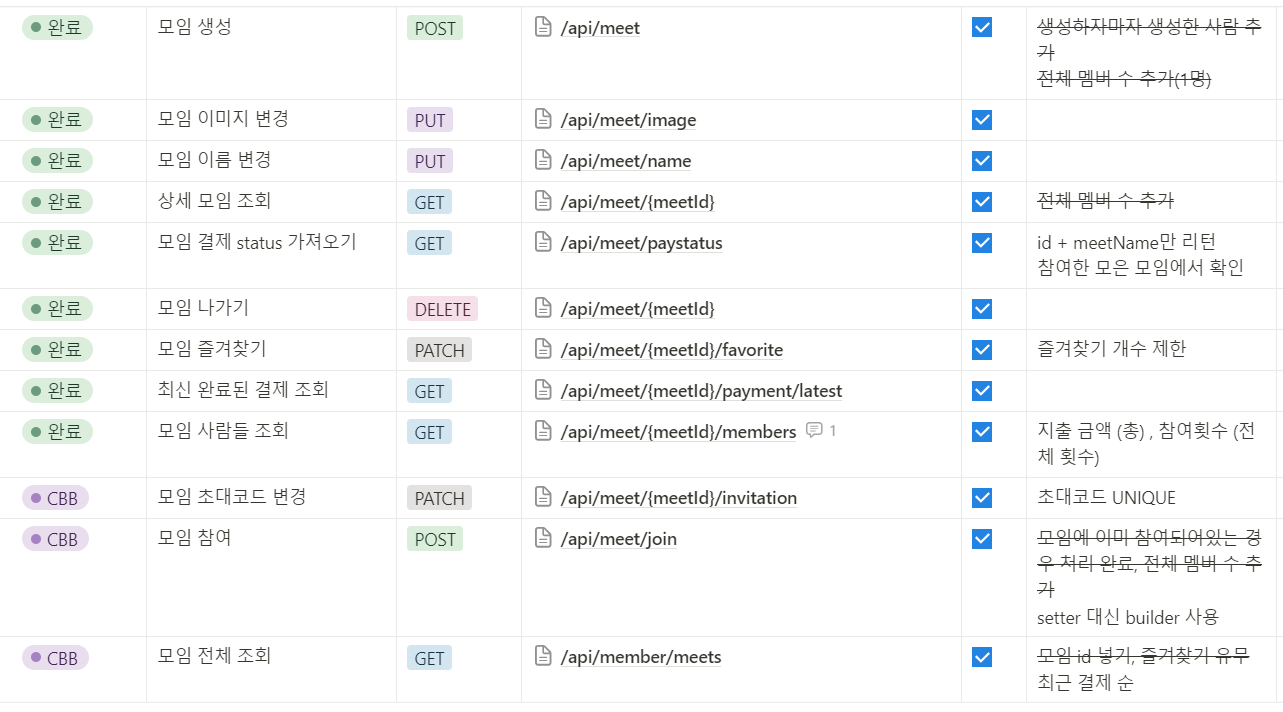 완료 모임 생성 POST /api/meet 생성하자마자 생성한 사람 추
가
전체 멤버 수 추가(1명)
완료 모임 이미지 변경 PUT /api/meet/image
완료 모임 이름 변경 PUT /api/meet/name
완료 상세 모임 조회 GET /api/meet/{meetId} 전체 멤버 수 추가
완료 모임 결제 status 가져오기 GET /api/meet/paystatus id + meetName만 리턴
참여한 모은 모임에서 확인
완료 모임 나가기 DELETE /api/meet/{meetId}
완료 모임 즐겨찾기 PATCH /api/meet/{meetId}/favorite 즐겨찾기 개수 제한
완료 최신 완료된 결제 조회 GET /api/meet/{meetId}/payment/latest
완료 모임 사람들 조회 GET /api/meet/{meetId}/members 1 지출 금액 (총) , 참여횟수 (전
체 횟수)
CBB 모임 초대코드 변경 PATCH /api/meet/{meetId}/invitation 초대코드 UNIQUE
CBB 모임 참여 POST /api/meet/join 모임에 이미 참여되어있는 경
우 처리 완료, 전체 멤버 수 추
가
setter 대신 builder 사용
CBB 모임 전체 조회 GET /api/member/meets 모임 id 넣기, 즐겨찾기 유무
최근 결제 순